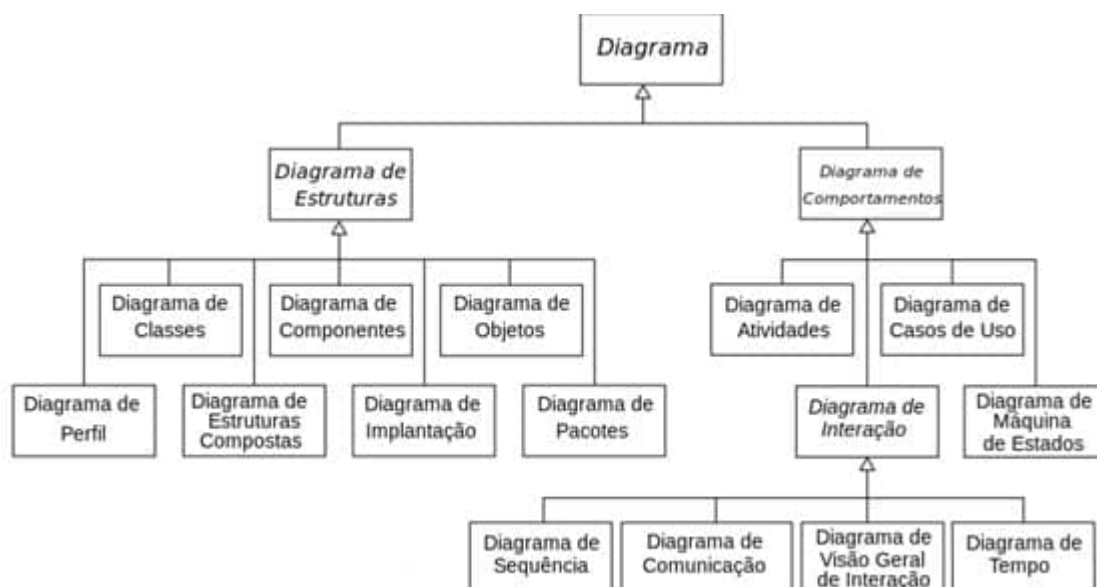 Diagrama
Diagrama de
Estruturas
Diagrama de
Comportamentos
Diagrama de
Classes
Diagrama de
Componentes
Diagrama de
Objetos
Diagrama de
Atividades
Diagrama de
Casos de Uso
Diagrama de
Perfil
Diagrama de
Estruturas
Compostas
Diagrama de
Implantação
Diagrama de
Pacotes
Diagrama de
Interação
Diagrama de
Máquina
de Estados
Diagrama de
Sequência
Diagrama de
Comunicação
Diagrama de
Visão Geral
de Interação
Diagrama de
Tempo